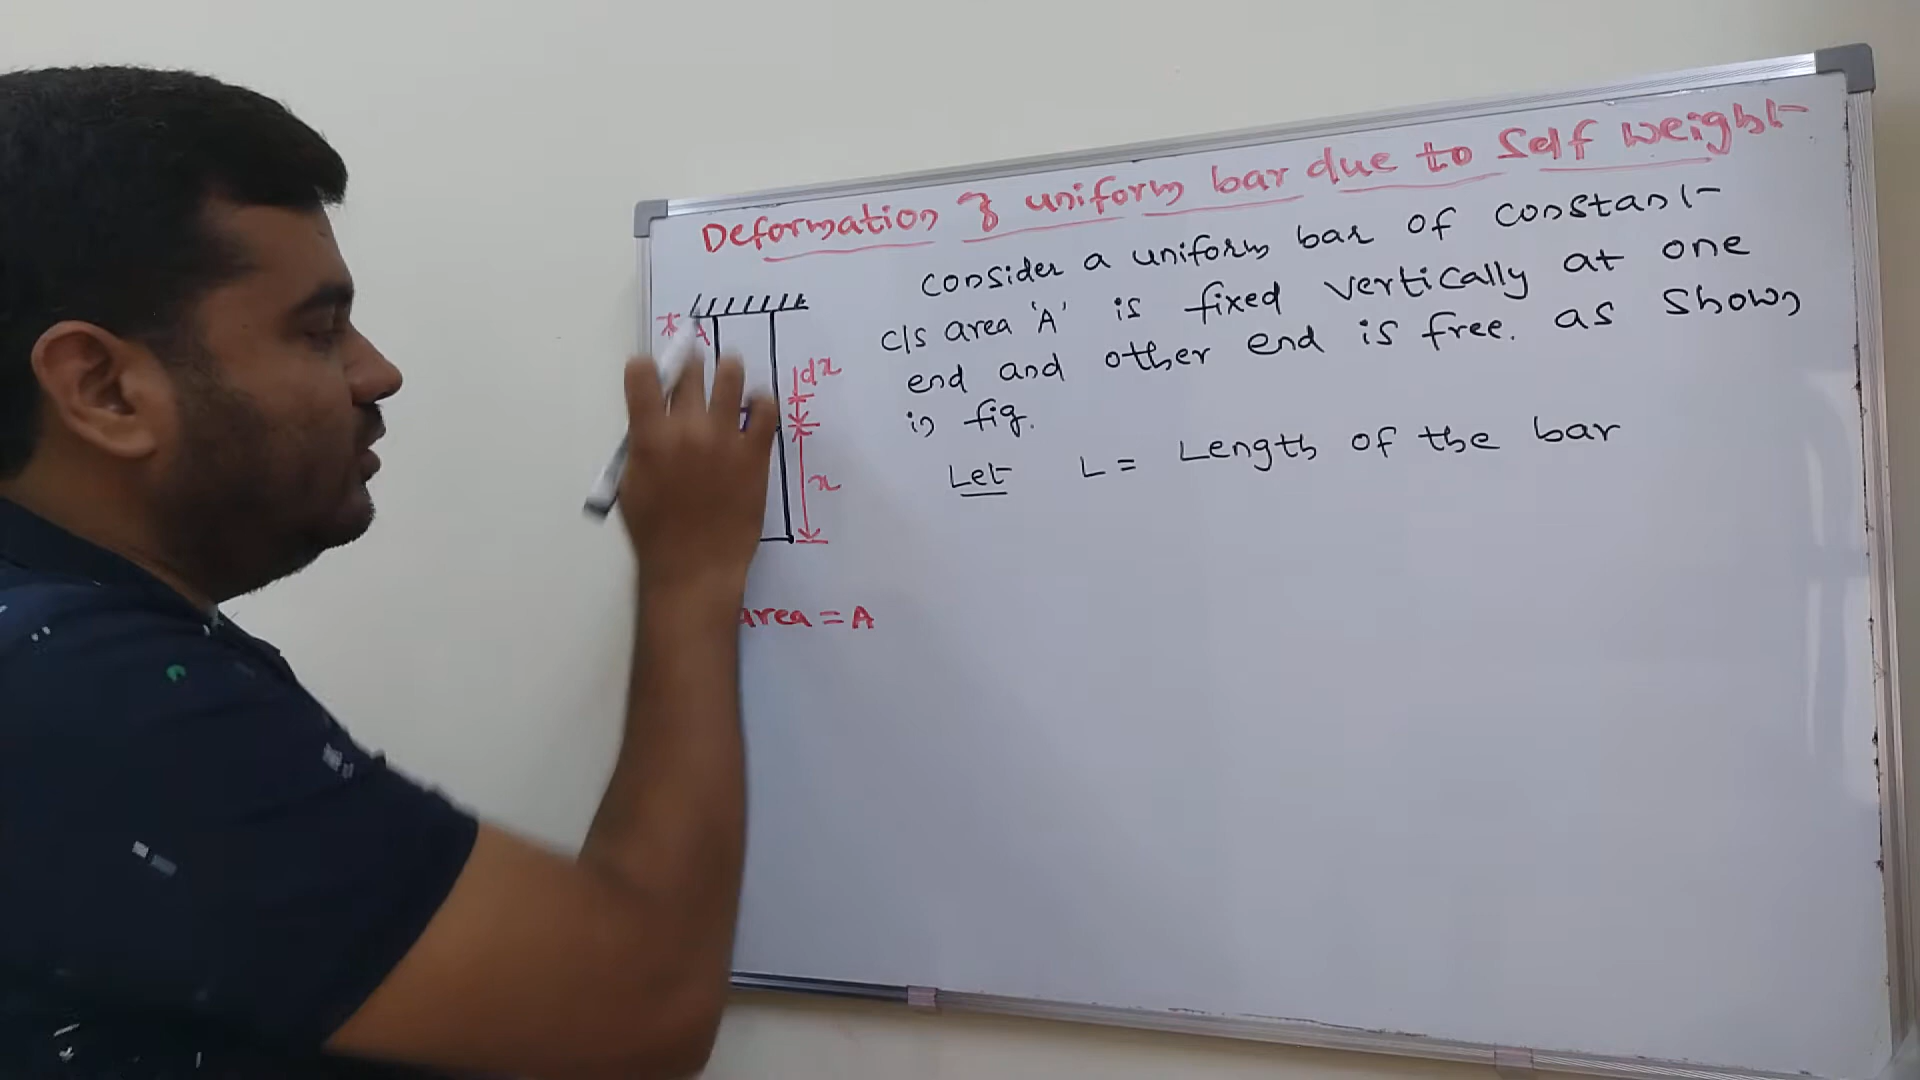 Deformation of uniform bar due to Self weight
Consider a uniform bar of constant
c/s area 'A' is fixed vertically at one
end and other end is free. as shown
in fig.
Let L = Length of the bar
A
dx
x
area = A